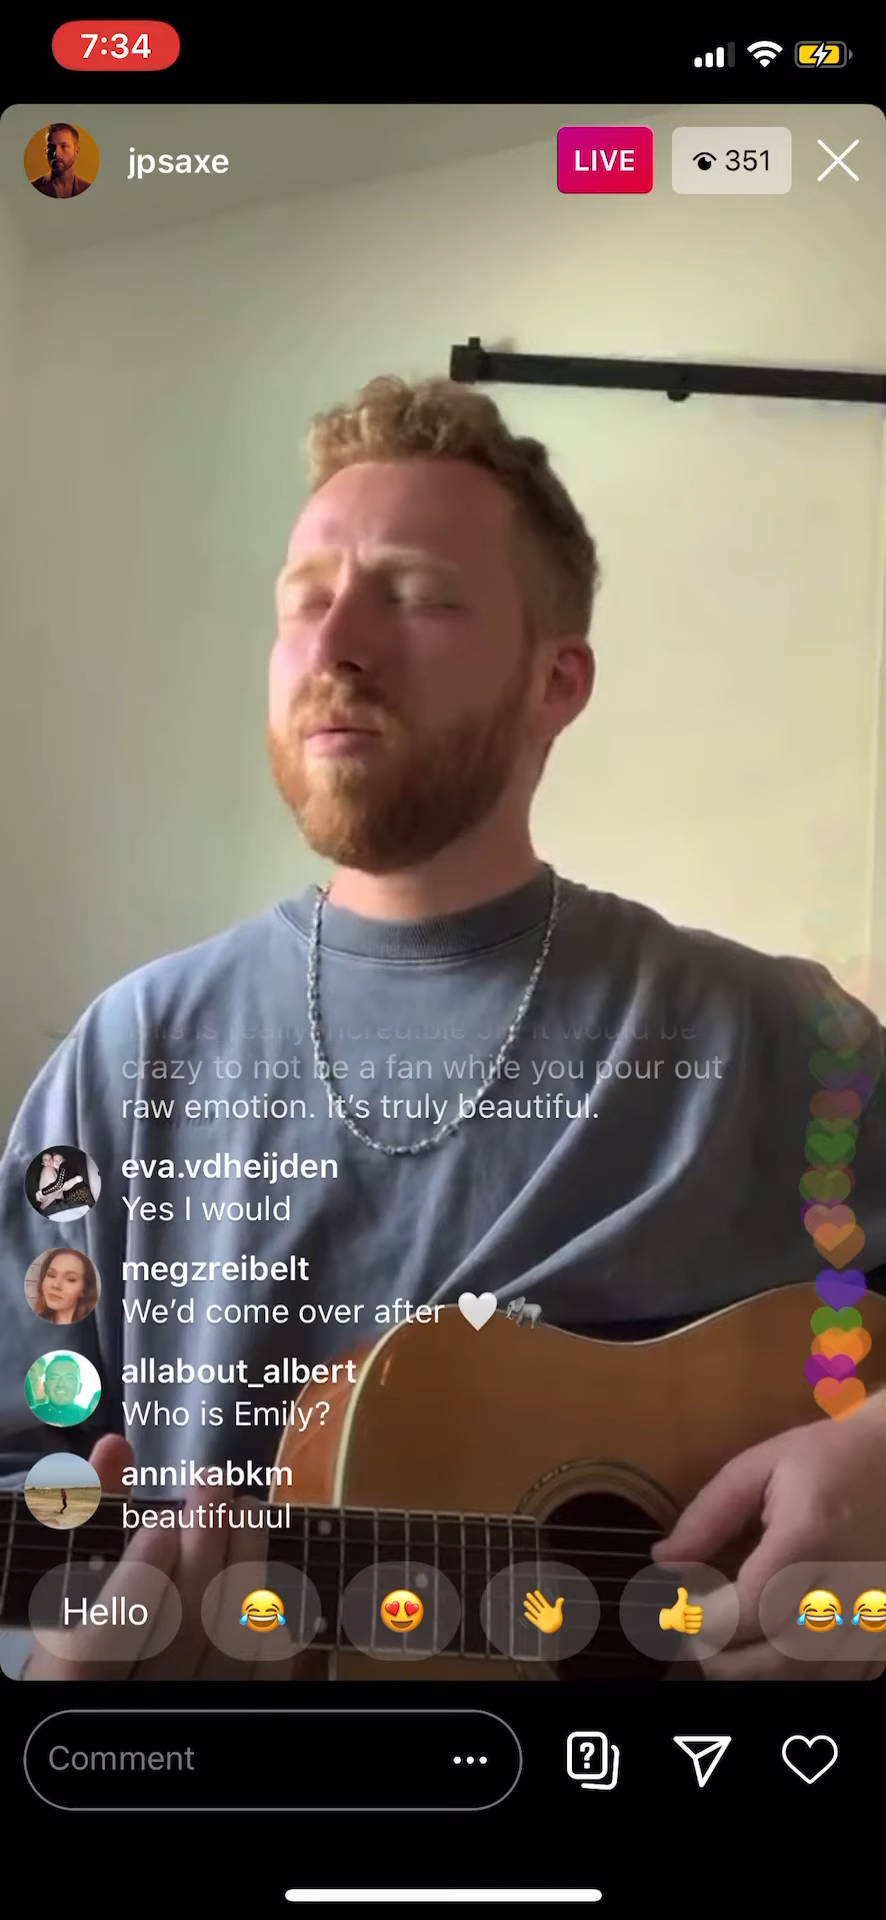 7:34
jpsaxe
LIVE
351
crazy to not be a fan while you pour out
raw emotion. It's truly beautiful.
eva.vdheijden
Yes I would
megzreibelt
We'd come over after 🤍🐘
allabout_albert
Who is Emily?
annikabkm
beautifuuul
Hello
Comment